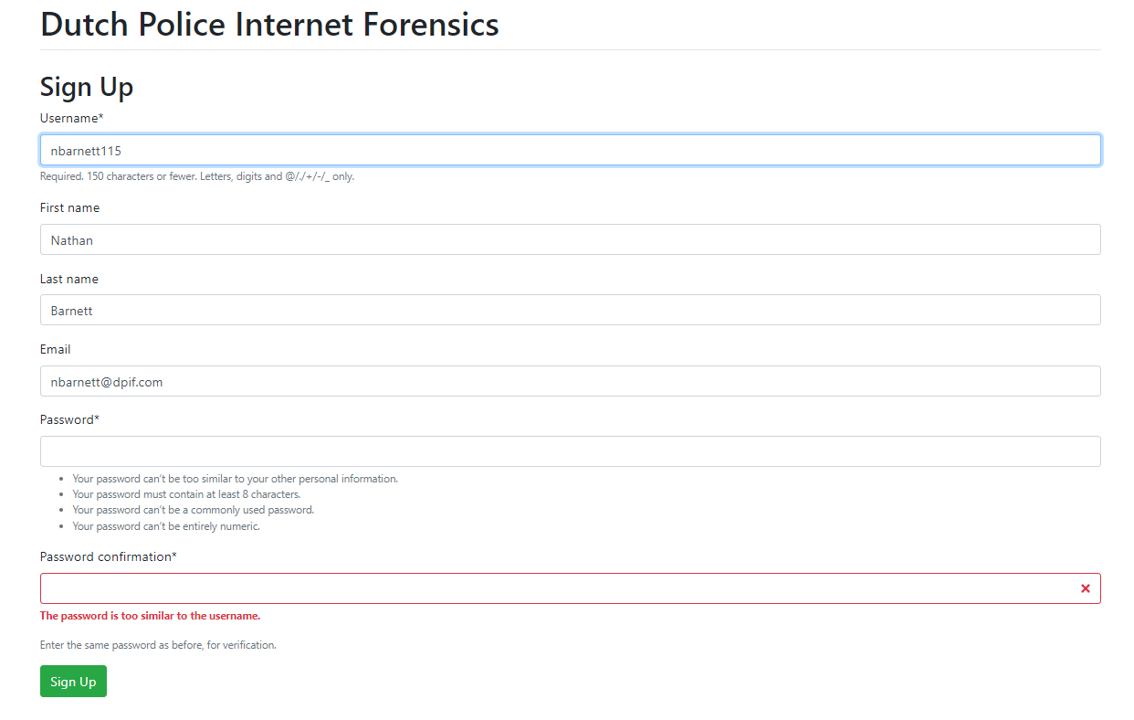 Dutch Police Internet Forensics
Sign Up
Username*
nbarnett115
Required. 150 characters or fewer. Letters, digits and @/./+/-/_ only.
First name
Nathan
Last name
Barnett
Email
nbarnett@dpif.com
Password*
• Your password can't be too similar to your other personal information.
• Your password must contain at least 8 characters.
• Your password can't be a commonly used password.
• Your password can't be entirely numeric.
Password confirmation*
The password is too similar to the username.
Enter the same password as before, for verification.
Sign Up